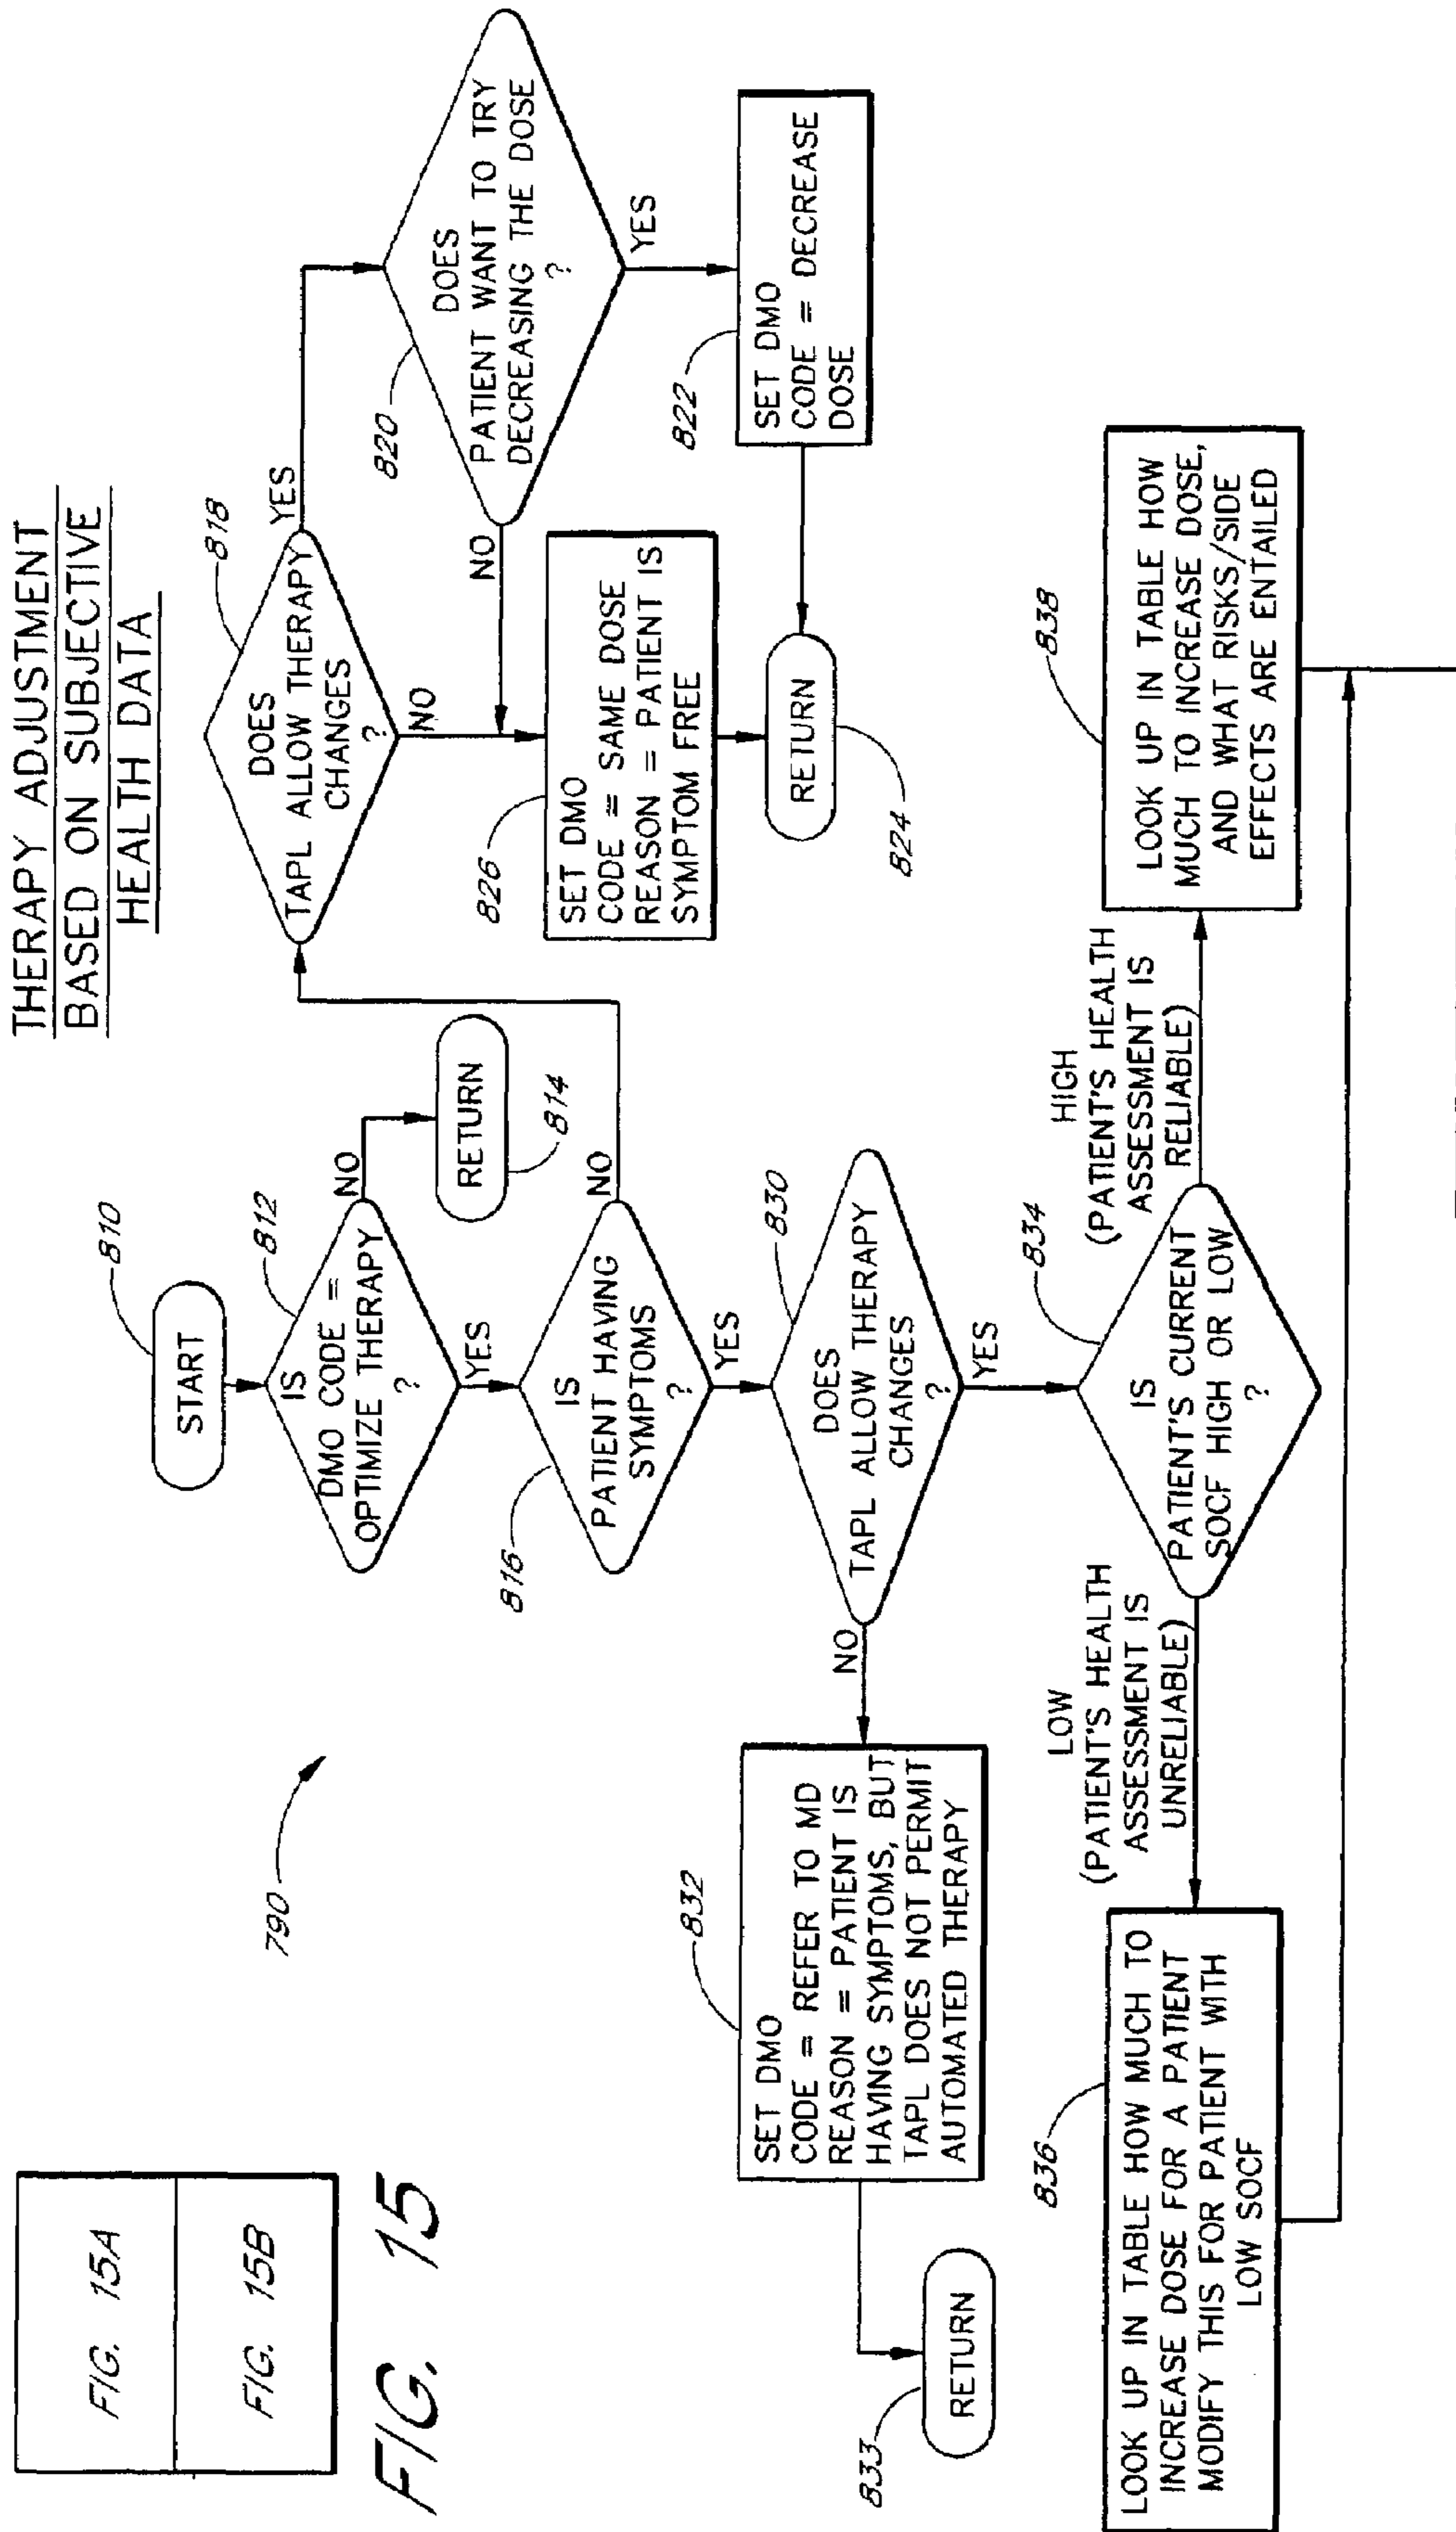 THERAPY ADJUSTMENT
BASED ON SUBJECTIVE
HEALTH DATA
FIG. 15A
FIG. 15B
FIG. 15
790
START
810
IS
DMO CODE =
OPTIMIZE THERAPY
?
812
NO
RETURN
814
YES
IS
PATIENT HAVING
SYMPTOMS
?
816
NO
DOES
TAPL ALLOW THERAPY
CHANGES
?
818
YES
NO
DOES
PATIENT WANT TO TRY
DECREASING THE DOSE
?
820
NO
YES
SET DMO
CODE = DECREASE
DOSE
822
SET DMO
CODE = SAME DOSE
REASON = PATIENT IS
SYMPTOM FREE
826
RETURN
824
YES
DOES
TAPL ALLOW THERAPY
CHANGES
?
830
NO
SET DMO
CODE = REFER TO MD
REASON = PATIENT IS
HAVING SYMPTOMS, BUT
TAPL DOES NOT PERMIT
AUTOMATED THERAPY
832
RETURN
833
YES
IS
PATIENT'S CURRENT
SOCF HIGH OR LOW
?
834
LOW
(PATIENT'S HEALTH
ASSESSMENT IS
UNRELIABLE)
LOOK UP IN TABLE HOW MUCH TO
INCREASE DOSE FOR A PATIENT
MODIFY THIS FOR PATIENT WITH
LOW SOCF
836
HIGH
(PATIENT'S HEALTH
ASSESSMENT IS
RELIABLE)
LOOK UP IN TABLE HOW
MUCH TO INCREASE DOSE,
AND WHAT RISKS/SIDE
EFFECTS ARE ENTAILED
838